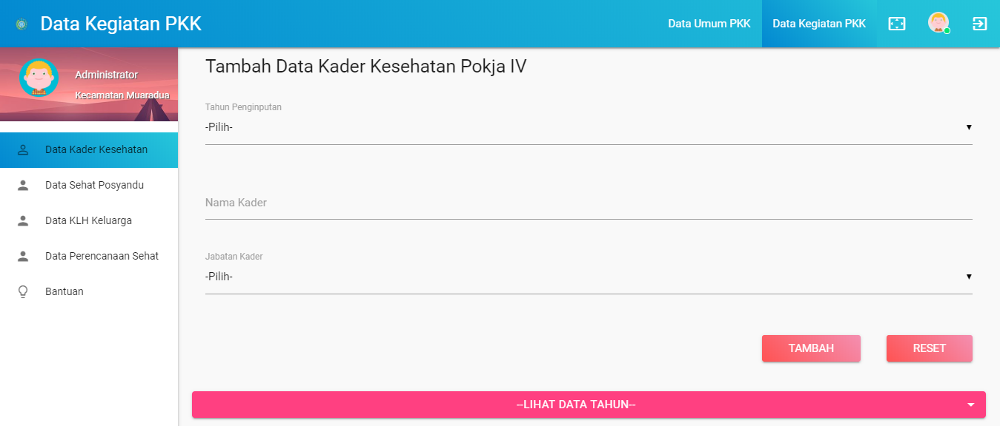 Data Kegiatan PKK
Data Umum PKK
Data Kegiatan PKK
Administrator
Kecamatan Muaradua
Data Kader Kesehatan
Data Sehat Posyandu
Data KLH Keluarga
Data Perencanaan Sehat
Bantuan
Tambah Data Kader Kesehatan Pokja IV
Tahun Penginputan
-Pilih-
Nama Kader
Jabatan Kader
-Pilih-
TAMBAH
RESET
--LIHAT DATA TAHUN--